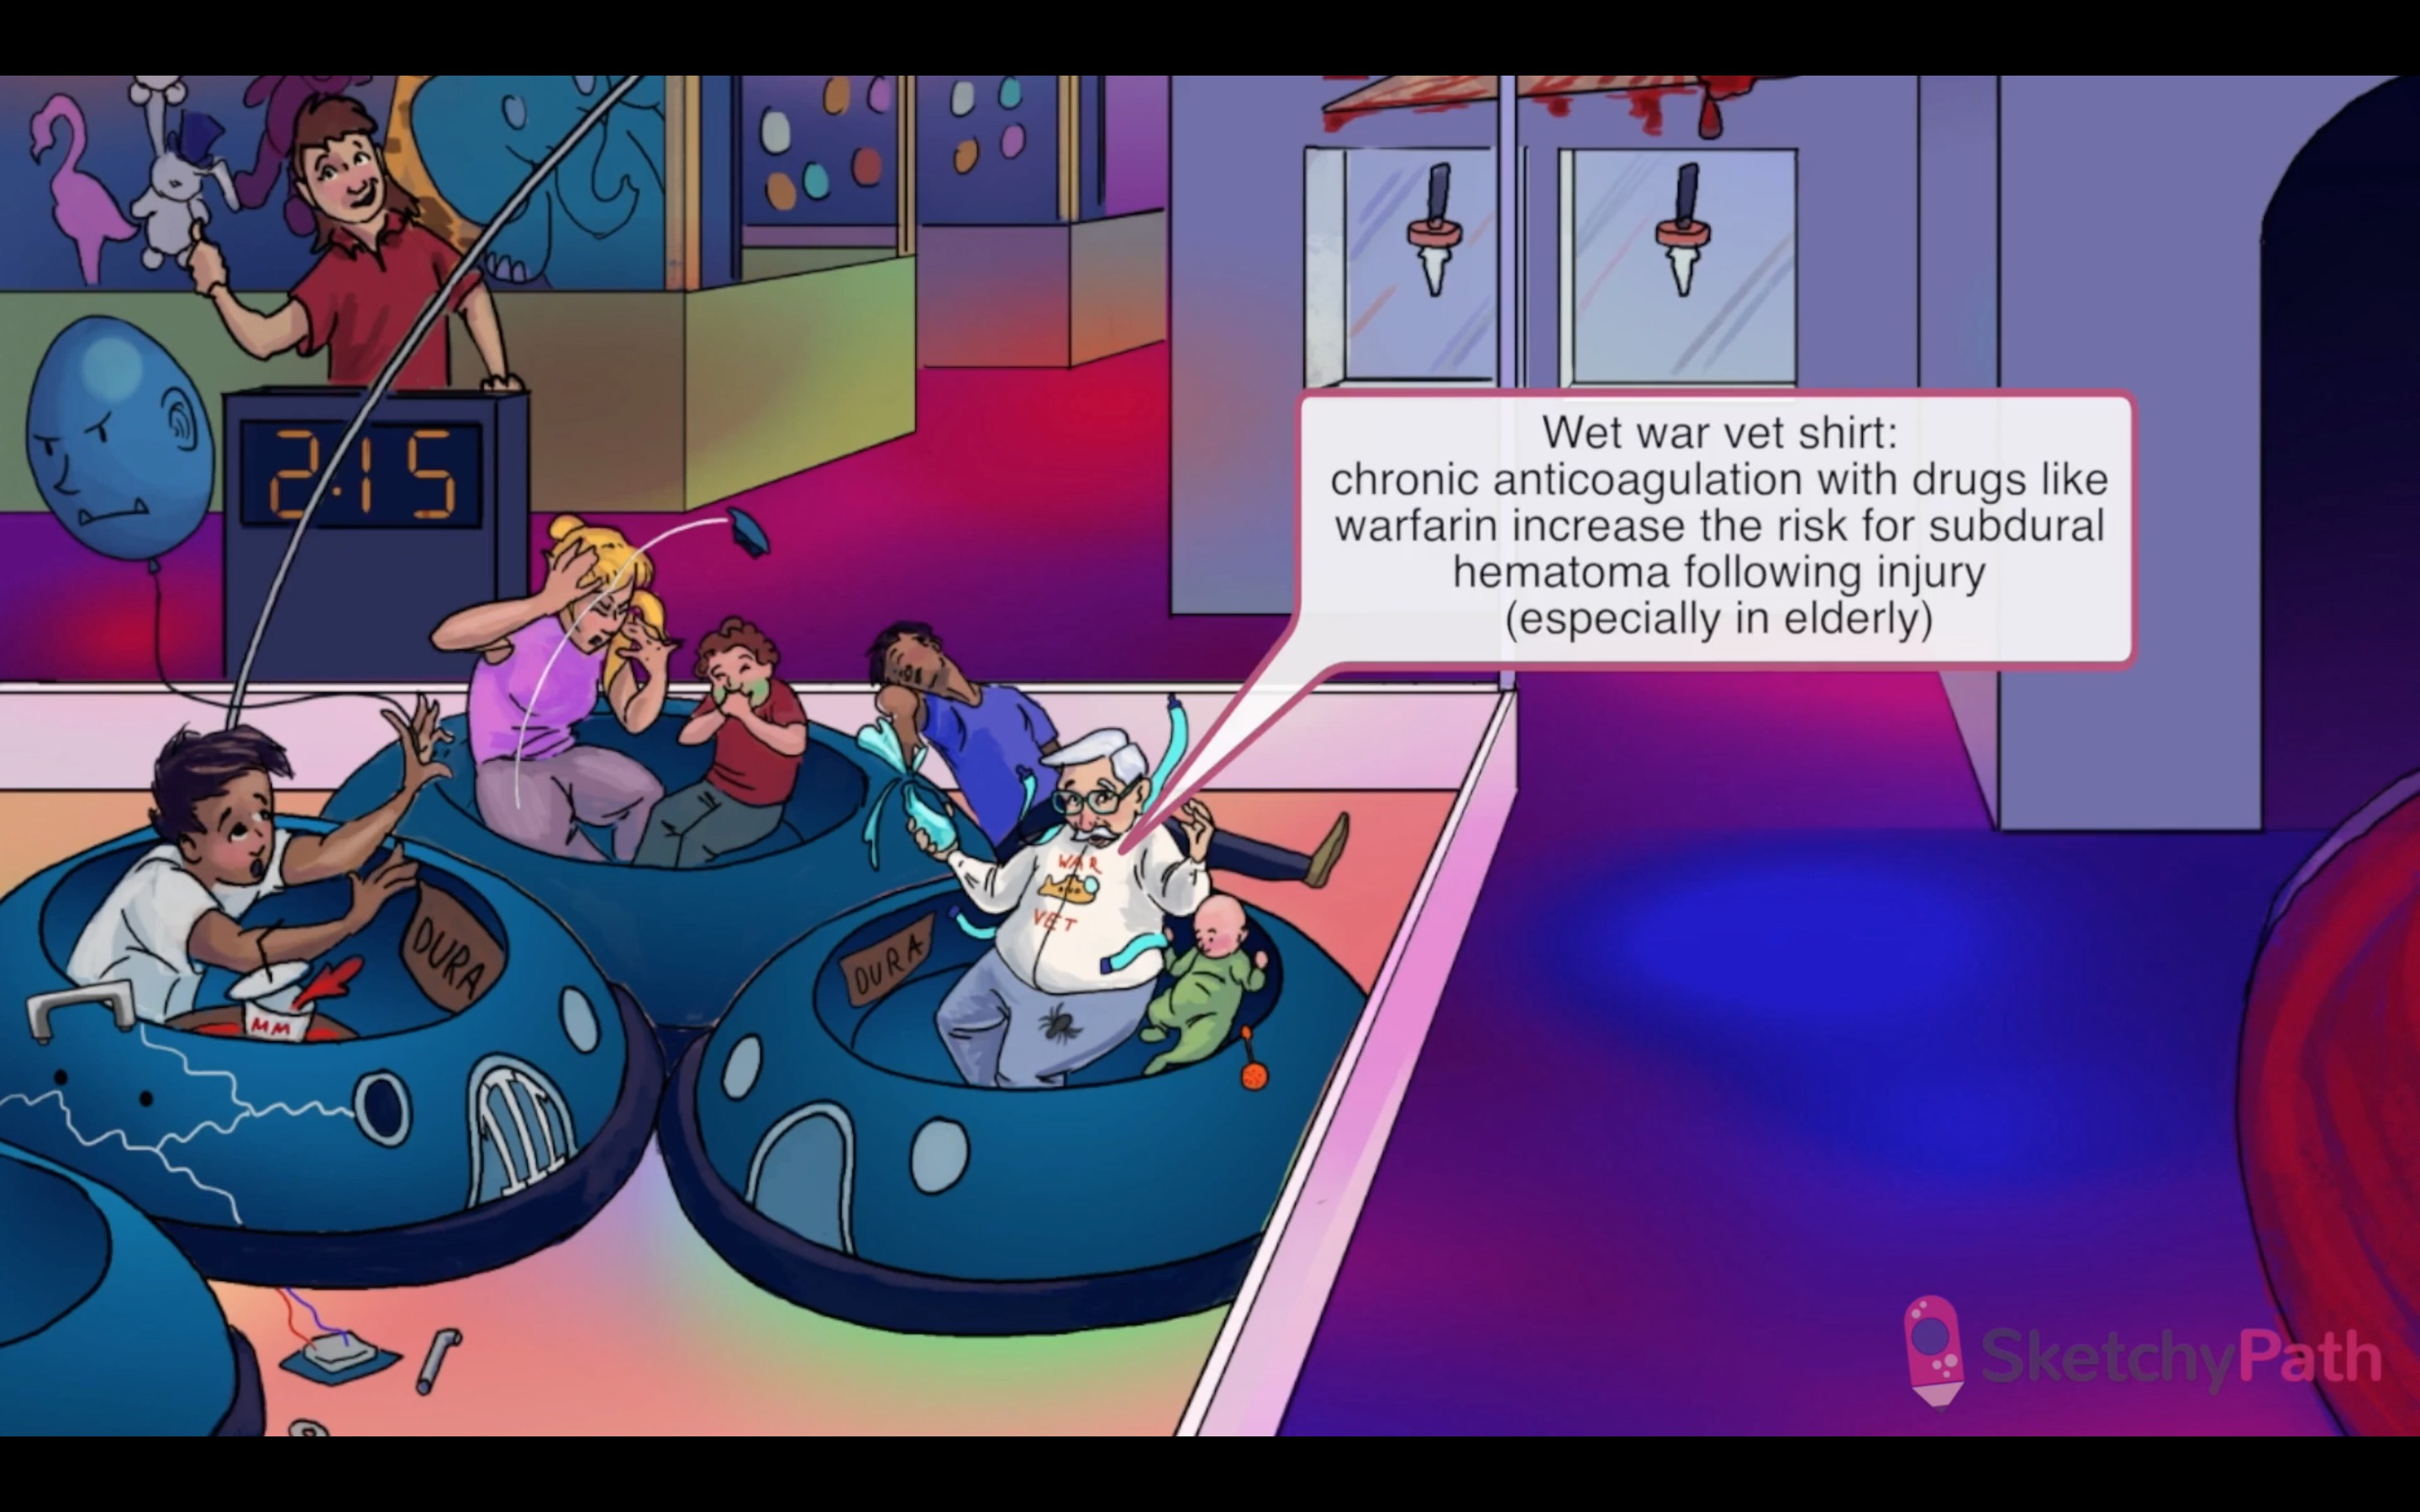 2:15
Wet war vet shirt:
chronic anticoagulation with drugs like
warfarin increase the risk for subdural
hematoma following injury
(especially in elderly)
WAR
VET
DURA
DURA
MM
SketchyPath